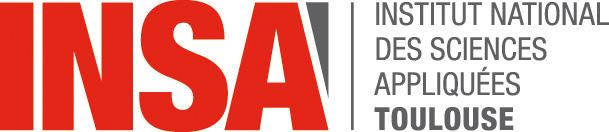 INSA
INSTITUT NATIONAL
DES SCIENCES
APPLIQUÉES
TOULOUSE